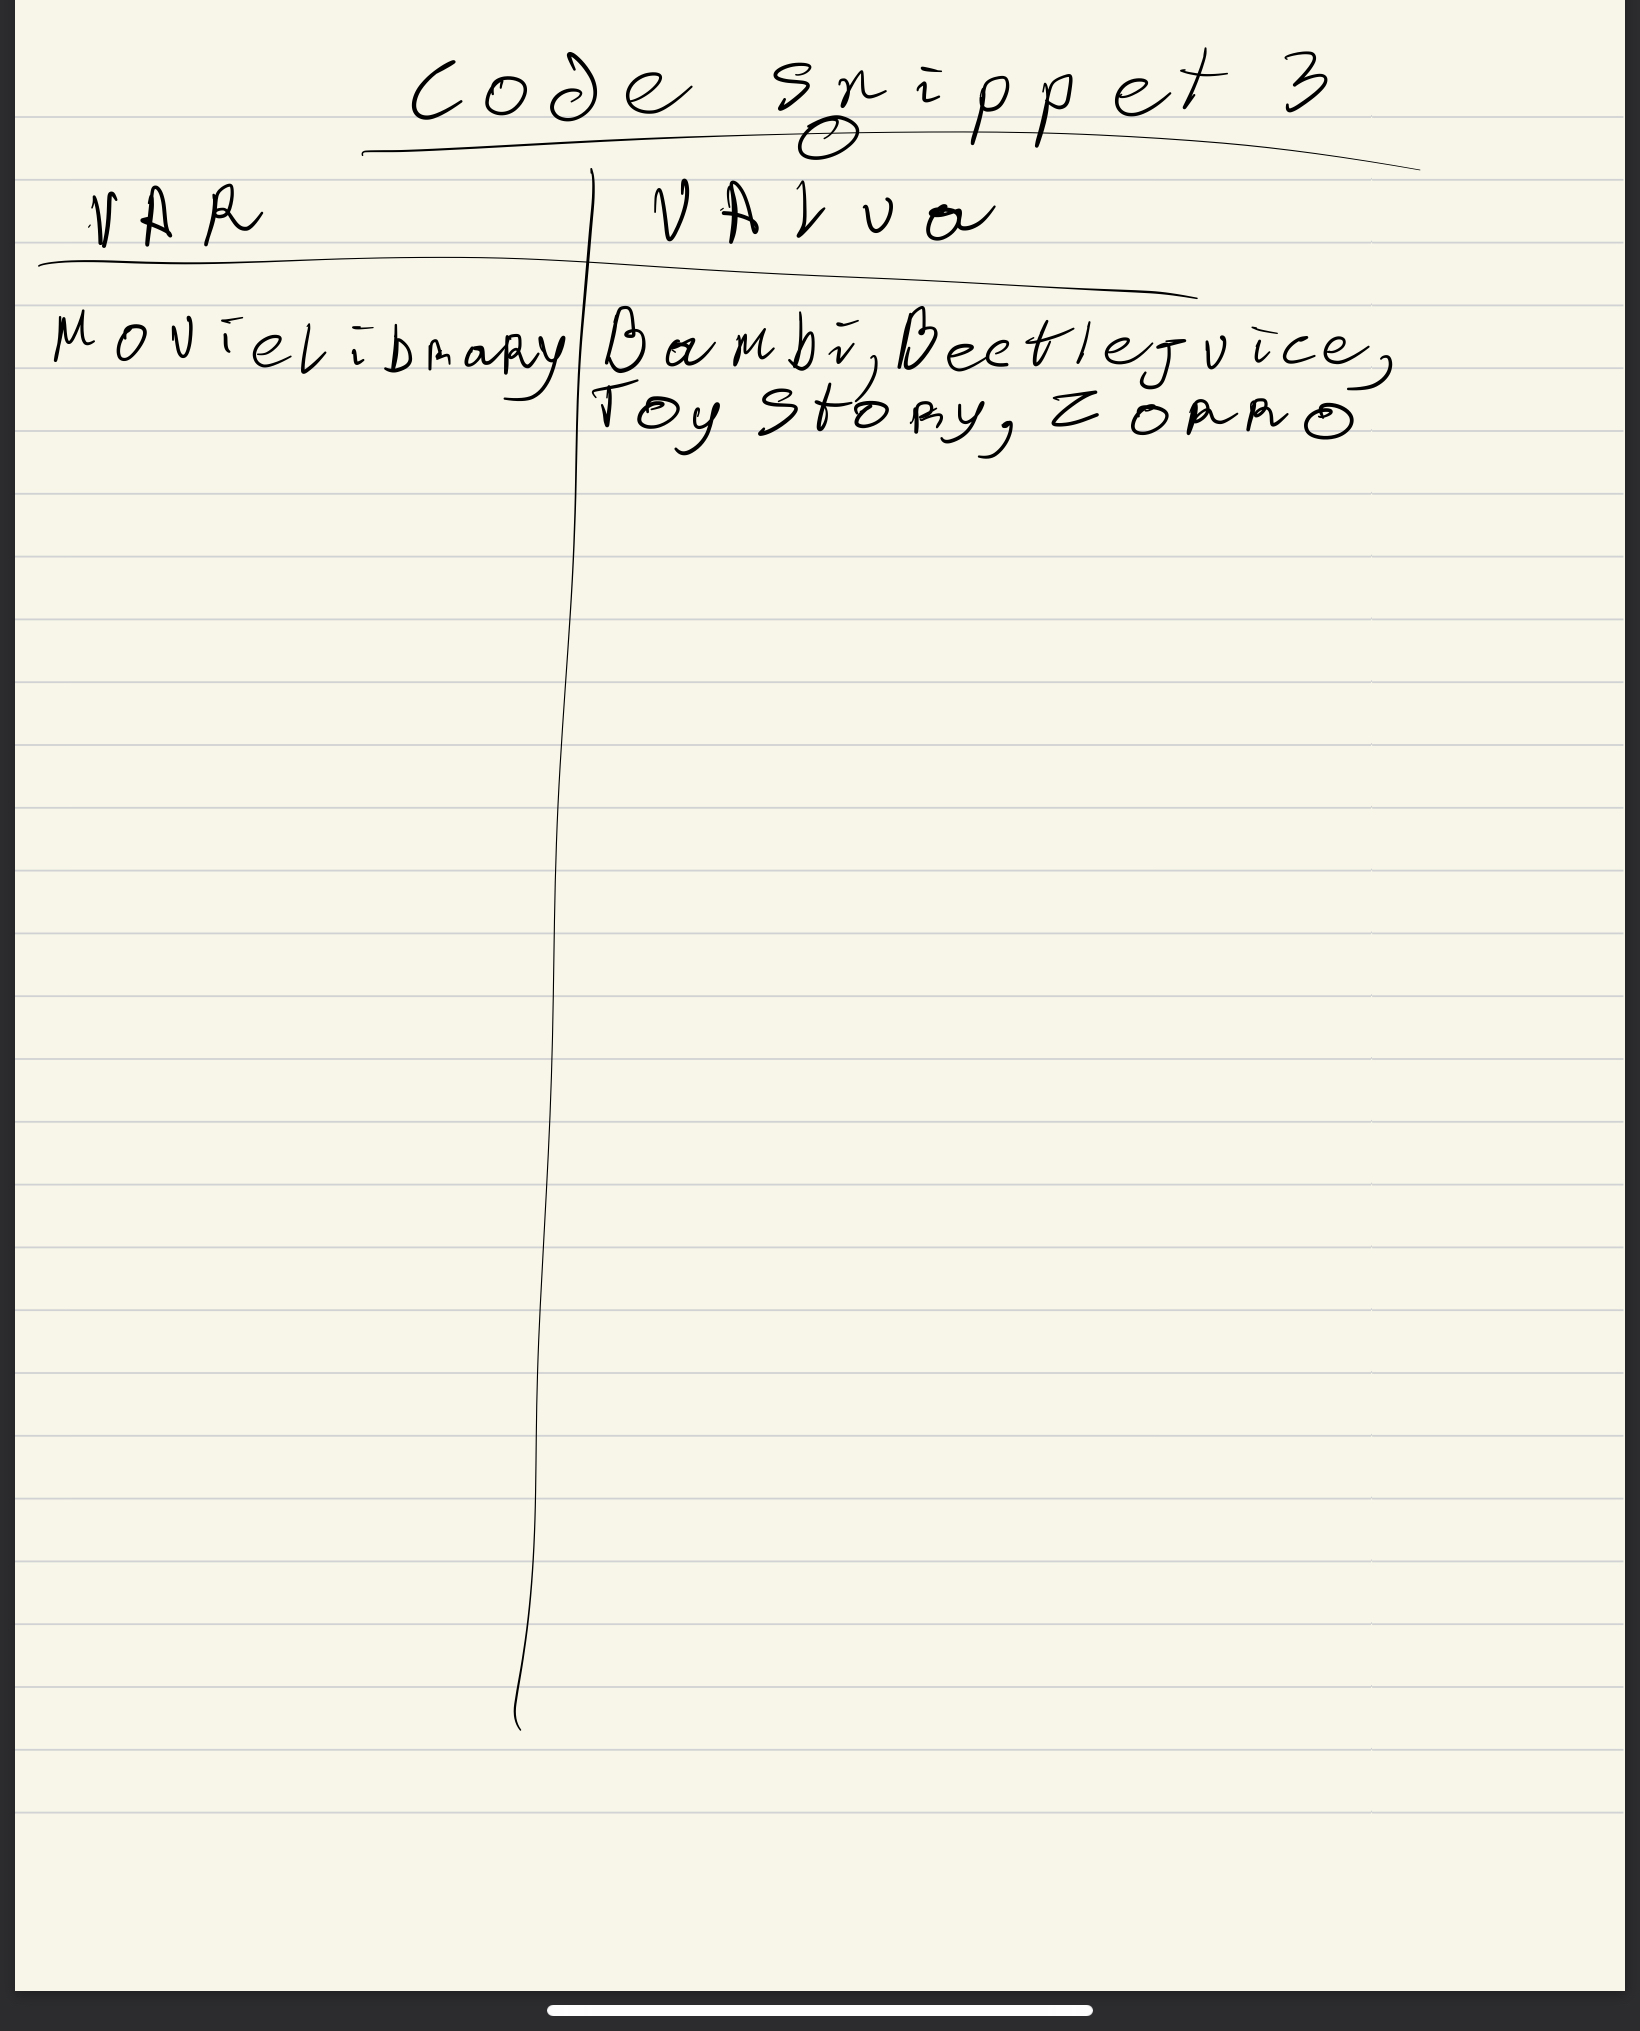 Code snippet 3
VAR VALUe
MovieLibrary Bambi, Beetlejuice,
Toy Story, Zorro